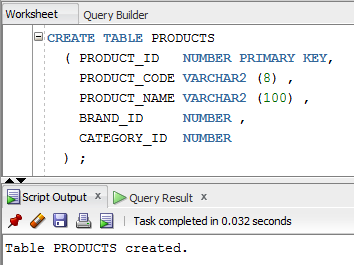 Worksheet Query Builder
CREATE TABLE PRODUCTS
( PRODUCT_ID NUMBER PRIMARY KEY,
PRODUCT_CODE VARCHAR2 (8) ,
PRODUCT_NAME VARCHAR2 (100) ,
BRAND_ID NUMBER ,
CATEGORY_ID NUMBER
) ;
Script Output x Query Result x
Task completed in 0.032 seconds
Table PRODUCTS created.